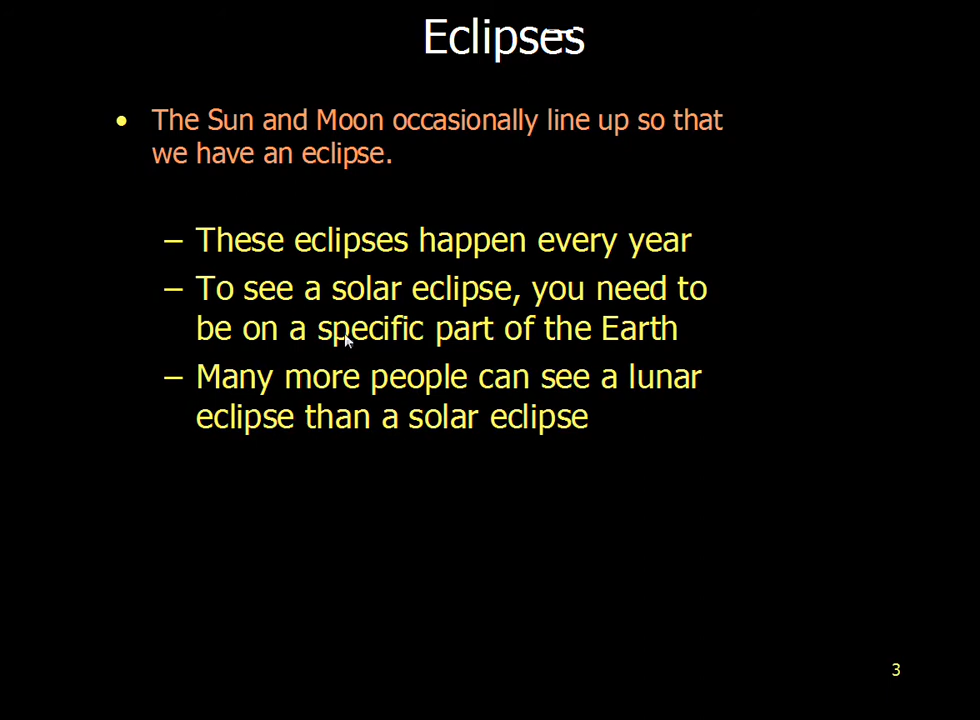 Eclipses
• The Sun and Moon occasionally line up so that
we have an eclipse.
– These eclipses happen every year
– To see a solar eclipse, you need to
be on a specific part of the Earth
– Many more people can see a lunar
eclipse than a solar eclipse
3